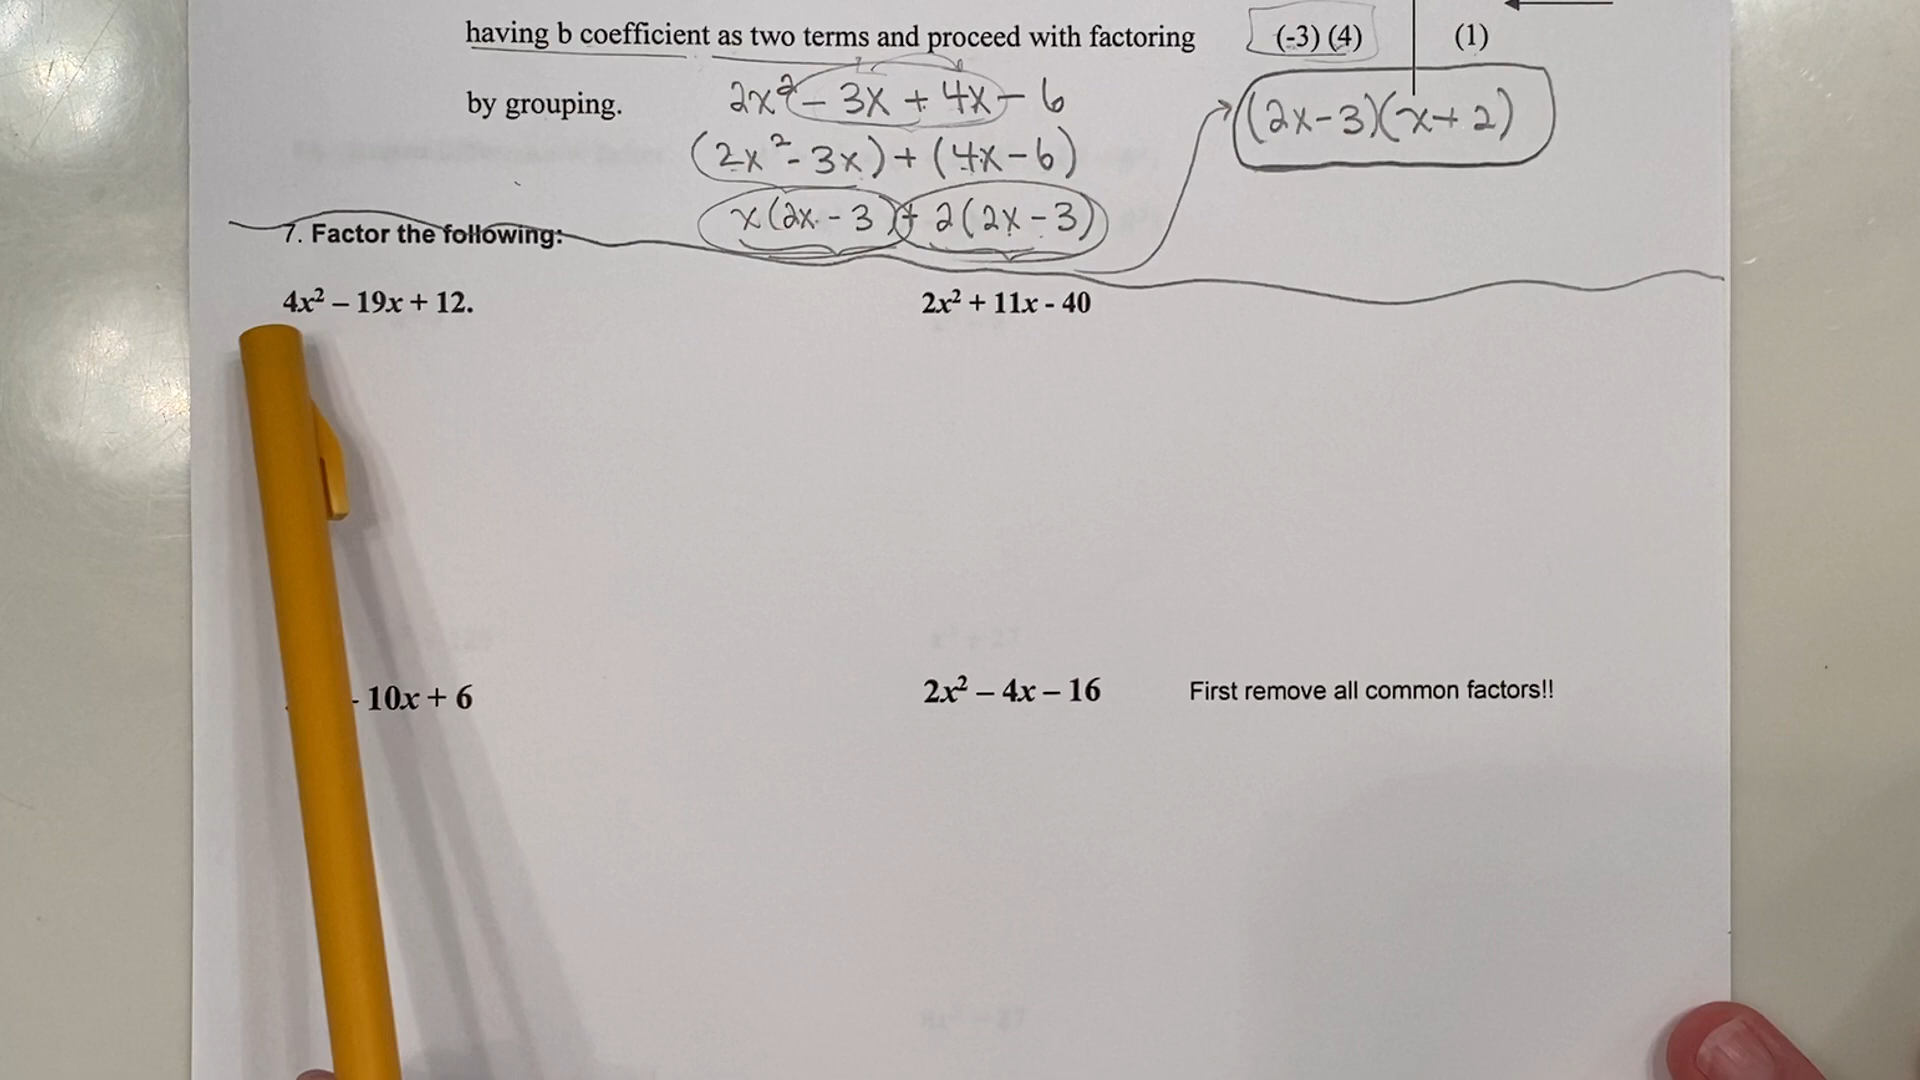 having b coefficient as two terms and proceed with factoring (-3) (4) (1)
by grouping. 2x² - 3x + 4x - 6 (2x-3)(x+2)
(2x² - 3x) + (4x - 6)
x(2x - 3) + 2(2x - 3)
7. Factor the following:
4x² – 19x + 12. 2x² + 11x - 40
- 10x + 6 2x² – 4x – 16 First remove all common factors!!